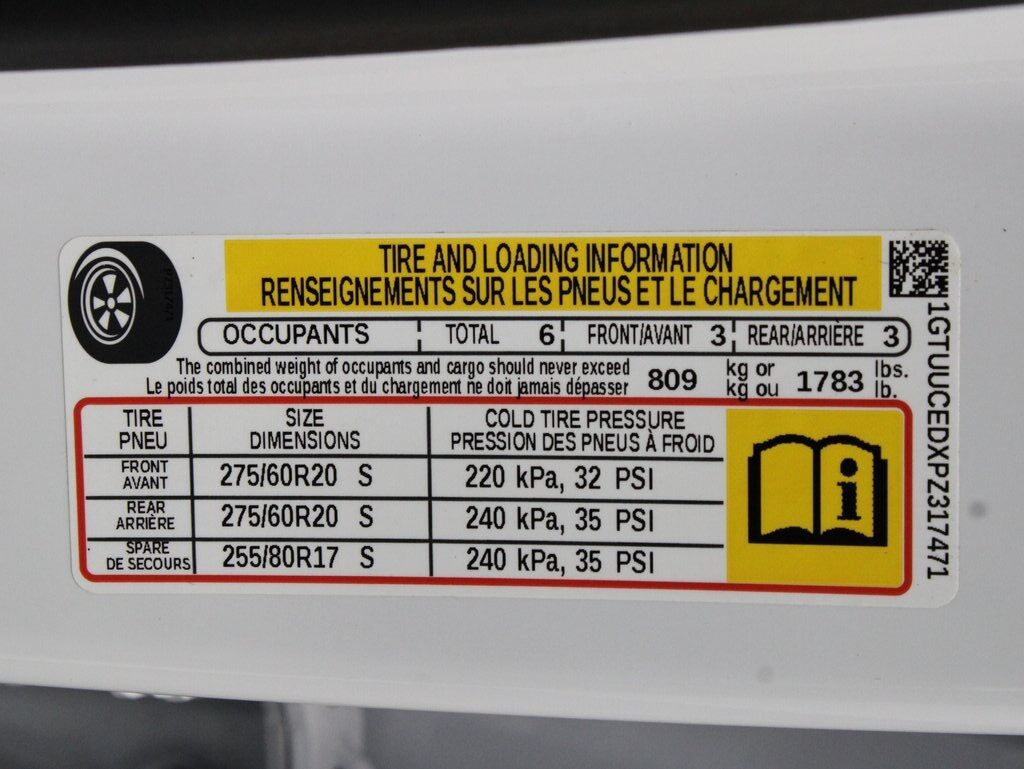 TIRE AND LOADING INFORMATION
RENSEIGNEMENTS SUR LES PNEUS ET LE CHARGEMENT
OCCUPANTS TOTAL 6 FRONT/AVANT 3 REAR/ARRIÈRE 3
The combined weight of occupants and cargo should never exceed 809 kg or 1783 lbs.
Le poids total des occupants et du chargement ne doit jamais dépasser kg ou lb.
TIRE SIZE COLD TIRE PRESSURE
PNEU DIMENSIONS PRESSION DES PNEUS À FROID
FRONT
AVANT 275/60R20 S 220 kPa, 32 PSI
REAR
ARRIÈRE 275/60R20 S 240 kPa, 35 PSI
SPARE
DE SECOURS 255/80R17 S 240 kPa, 35 PSI
i
1GTUUCEDXPZ317471